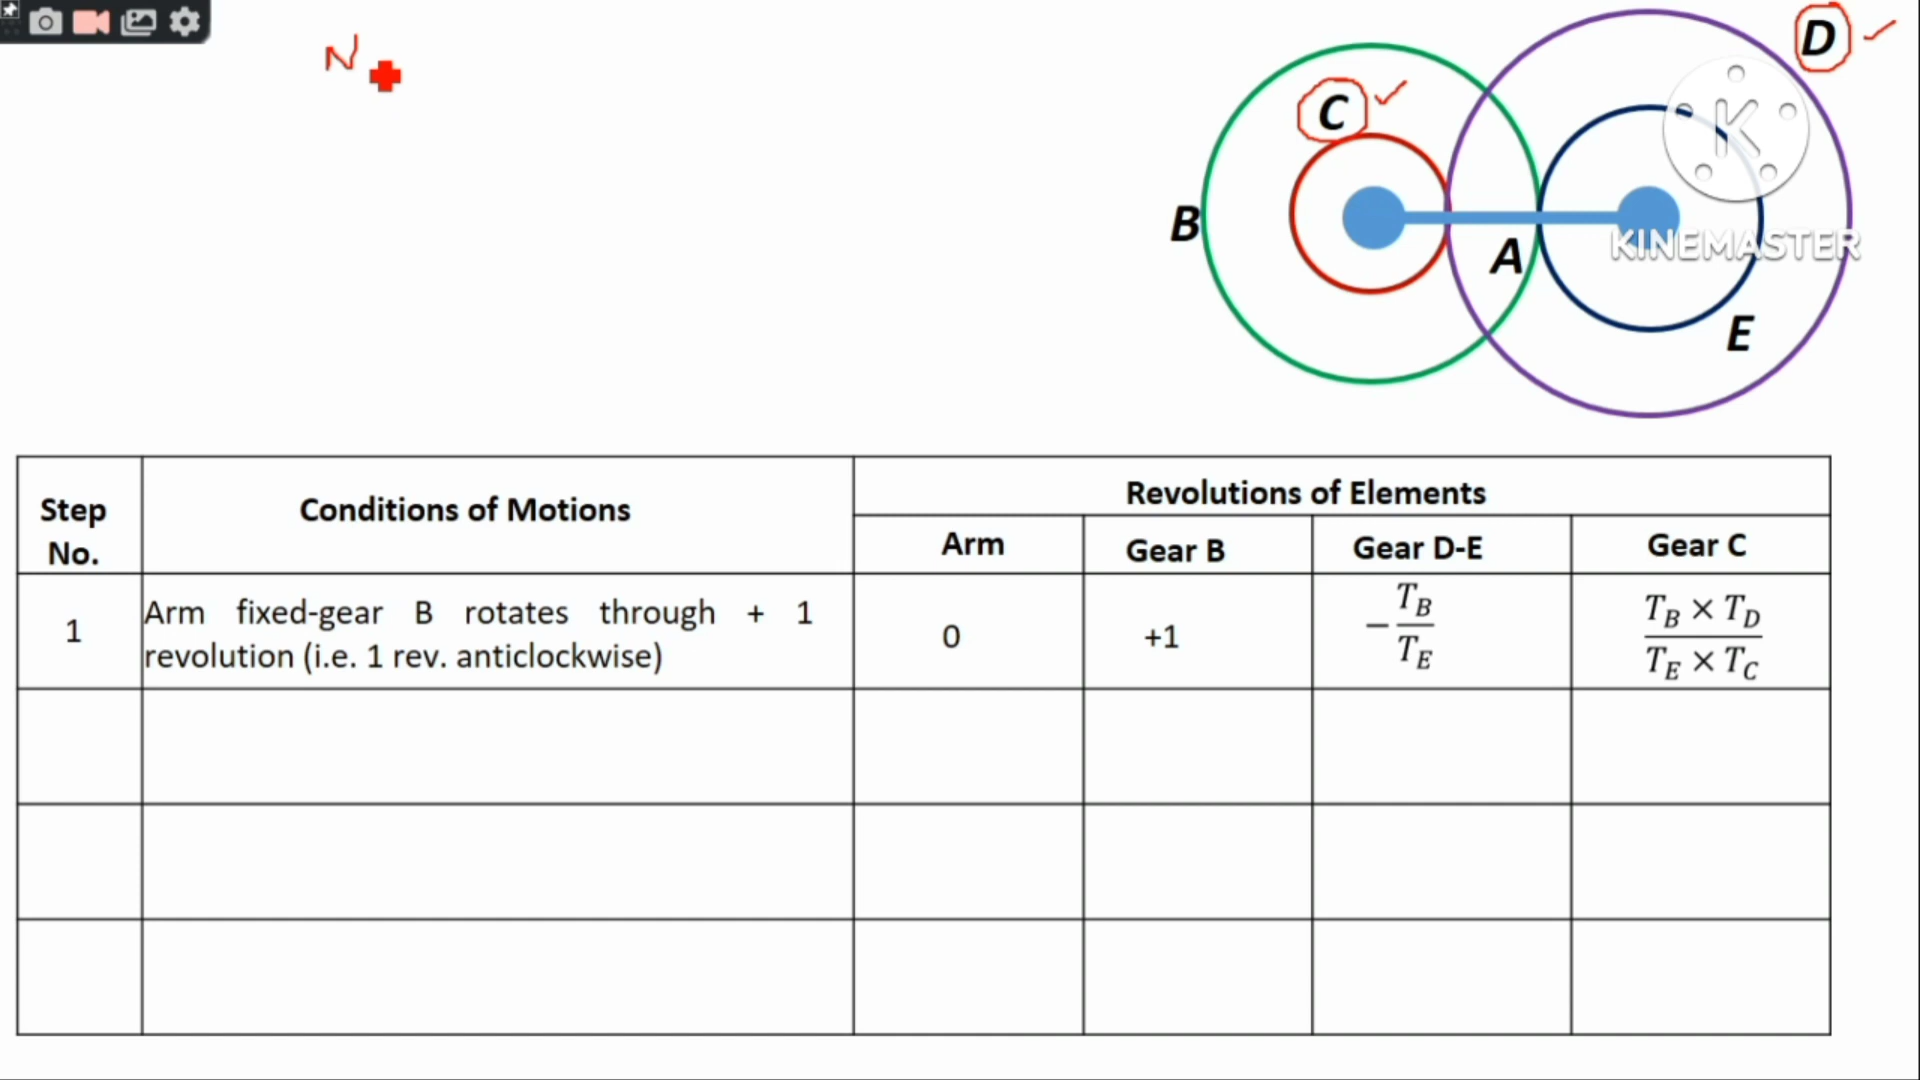 N
D
C
K
B
A
KINEMASTER
E
Step No.
Conditions of Motions
Revolutions of Elements
Arm
Gear B
Gear D-E
Gear C
1
Arm fixed-gear B rotates through + 1
revolution (i.e. 1 rev. anticlockwise)
0
+1
−T_B/T_E
T_B × T_D
T_E × T_C